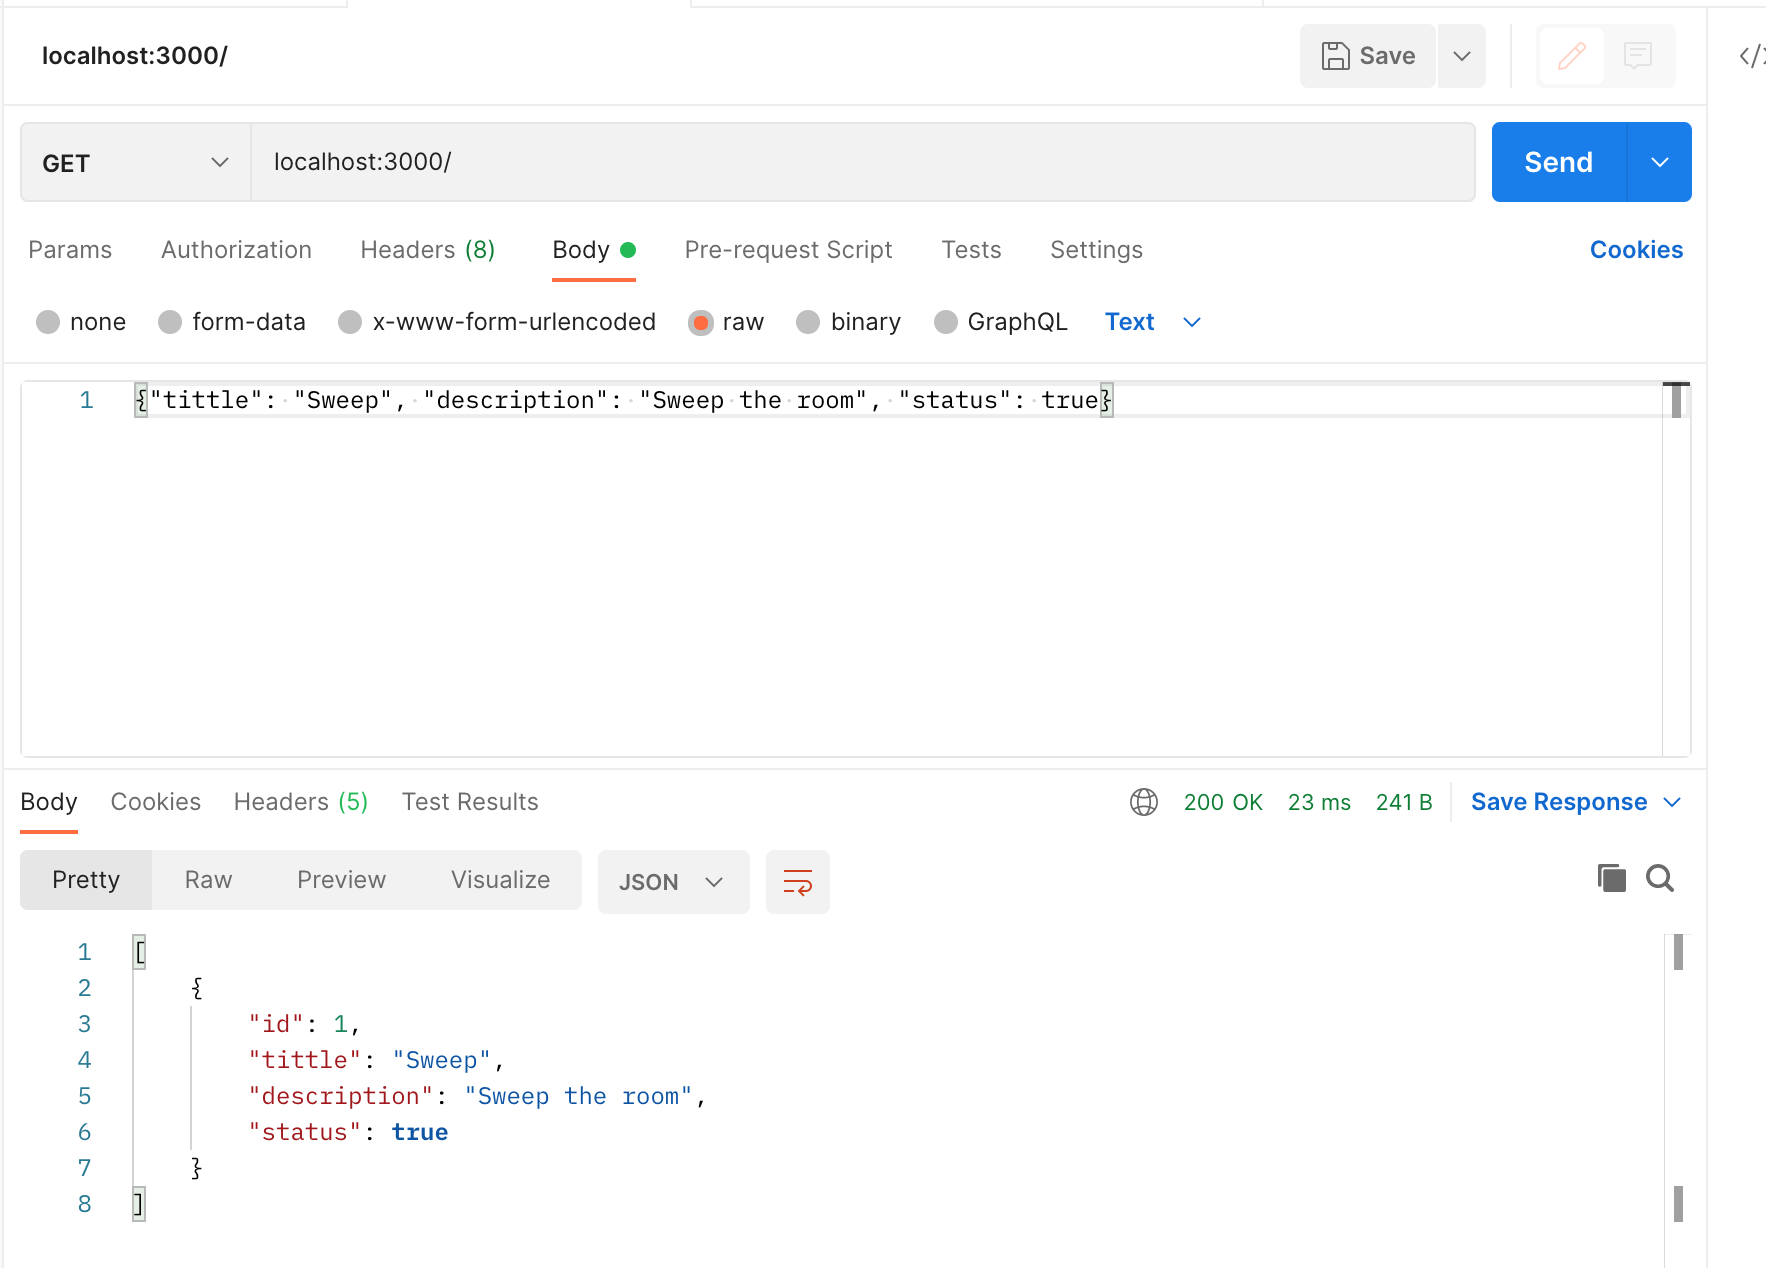 localhost:3000/
Save
GET localhost:3000/ Send
Params Authorization Headers (8) Body Pre-request Script Tests Settings Cookies
none form-data x-www-form-urlencoded raw binary GraphQL Text
1 {"tittle": "Sweep", "description": "Sweep the room", "status": true}
Body Cookies Headers (5) Test Results 200 OK 23 ms 241 B Save Response
Pretty Raw Preview Visualize JSON
1 [
2 {
3 "id": 1,
4 "tittle": "Sweep",
5 "description": "Sweep the room",
6 "status": true
7 }
8 ]